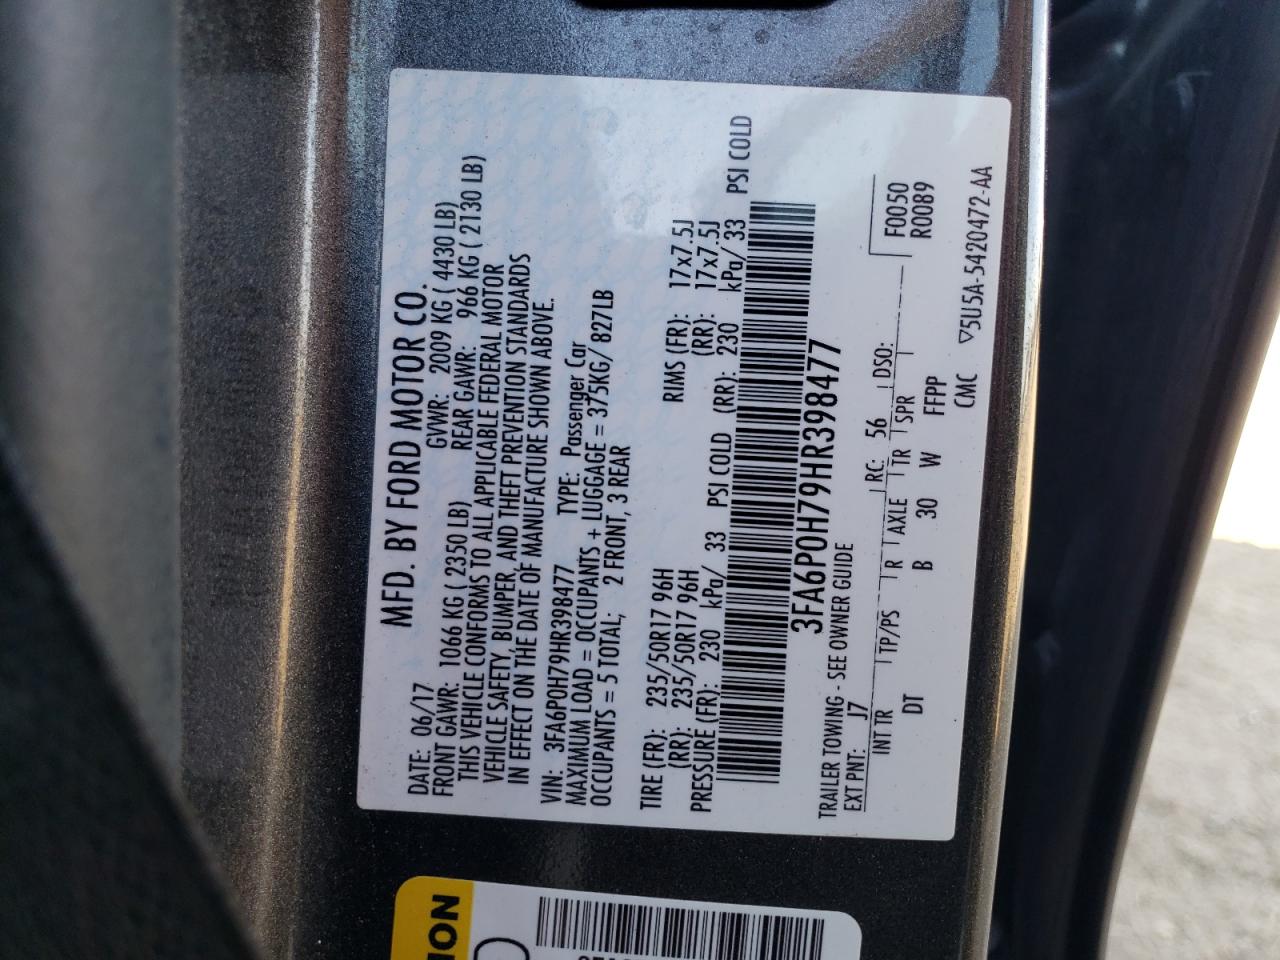 MFD. BY FORD MOTOR CO.
DATE: 06/17 GVWR: 2009 KG ( 4430 LB)
FRONT GAWR: 1066 KG ( 2350 LB) REAR GAWR: 966 KG ( 2130 LB)
THIS VEHICLE CONFORMS TO ALL APPLICABLE FEDERAL MOTOR
VEHICLE SAFETY, BUMPER, AND THEFT PREVENTION STANDARDS
IN EFFECT ON THE DATE OF MANUFACTURE SHOWN ABOVE.
VIN: 3FA6P0H79HR398477 TYPE: Passenger Car
MAXIMUM LOAD = OCCUPANTS + LUGGAGE = 375KG/ 827LB
OCCUPANTS = 5 TOTAL; 2 FRONT, 3 REAR
TIRE (FR): 235/50R17 96H RIMS (FR): 17x7.5J
(RR): 235/50R17 96H (RR): 17x7.5J
PRESSURE (FR): 230 kPa/ 33 PSI COLD (RR): 230 kPa/ 33 PSI COLD
3FA6P0H79HR398477
TRAILER TOWING - SEE OWNER GUIDE
EXT PNT: J7 RC: 56 DSO: F0050
R0089
INT TR TP/PS R AXLE TR SPR
DT B 30 W FFPP
CMC ▽5U5A-5420472-AA